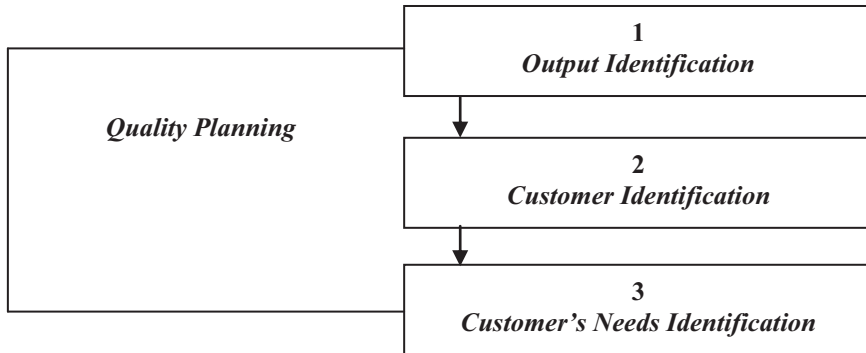 1
Output Identification
Quality Planning
2
Customer Identification
3
Customer’s Needs Identification